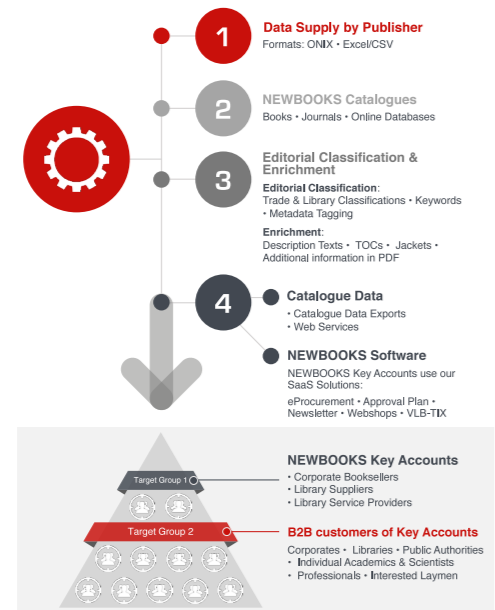 1
Data Supply by Publisher
Formats: ONIX • Excel/CSV
2
NEWBOOKS Catalogues
Books • Journals • Online Databases
3
Editorial Classification &
Enrichment
Editorial Classification:
Trade & Library Classifications • Keywords
• Metadata Tagging
Enrichment:
Description Texts • TOCs • Jackets •
Additional information in PDF
4
Catalogue Data
• Catalogue Data Exports
• Web Services
NEWBOOKS Software
NEWBOOKS Key Accounts use our
SaaS Solutions:
eProcurement • Approval Plan •
Newsletter • Webshops • VLB-TIX
Target Group 1
NEWBOOKS Key Accounts
• Corporate Booksellers
• Library Suppliers
• Library Service Providers
Target Group 2
B2B customers of Key Accounts
Corporates • Libraries • Public Authorities
• Individual Academics & Scientists
• Professionals • Interested Laymen